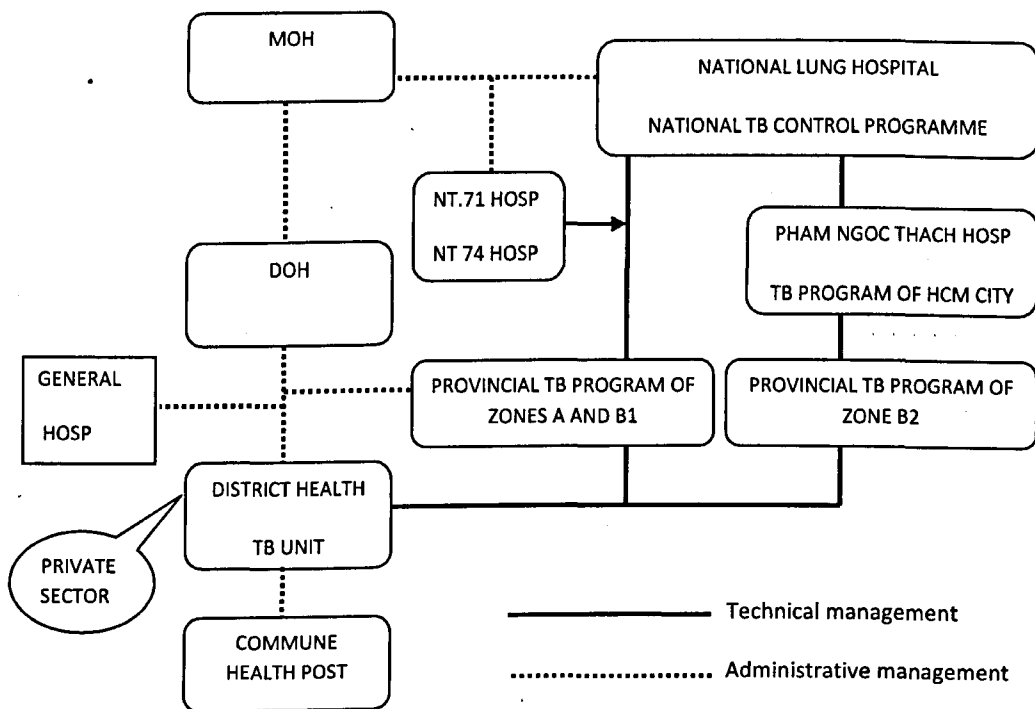 MOH
NATIONAL LUNG HOSPITAL
NATIONAL TB CONTROL PROGRAMME
NT.71 HOSP
NT 74 HOSP
PHAM NGOC THACH HOSP
TB PROGRAM OF HCM CITY
DOH
GENERAL
HOSP
PROVINCIAL TB PROGRAM OF
ZONES A AND B1
PROVINCIAL TB PROGRAM OF
ZONE B2
DISTRICT HEALTH
TB UNIT
PRIVATE
SECTOR
COMMUNE
HEALTH POST
Technical management
Administrative management